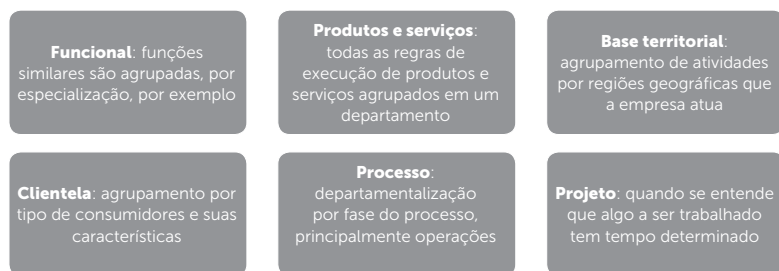 Funcional: funções
similares são agrupadas, por
especialização, por exemplo
Produtos e serviços:
todas as regras de
execução de produtos e
serviços agrupados em um
departamento
Base territorial:
agrupamento de atividades
por regiões geográficas que
a empresa atua
Clientela: agrupamento por
tipo de consumidores e suas
características
Processo:
departamentalização
por fase do processo,
principalmente operações
Projeto: quando se entende
que algo a ser trabalhado
tem tempo determinado